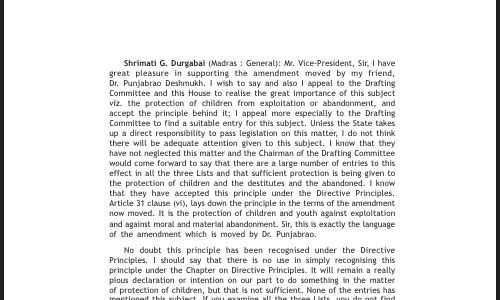 Shrimati G. Durgabai (Madras : General): Mr. Vice-President, Sir, I have
great pleasure in supporting the amendment moved by my friend,
Dr. Punjabrao Deshmukh. I wish to say and also I appeal to the Drafting
Committee and this House to realise the great importance of this subject
viz. the protection of children from exploitation or abandonment, and
accept the principle behind it; I appeal more especially to the Drafting
Committee to find a suitable entry for this subject. Unless the State takes
up a direct responsibility to pass legislation on this matter, I do not think
there will be adequate attention given to this subject. I know that they
have not neglected this matter and the Chairman of the Drafting Committee
would come forward to say that there are a large number of entries to this
effect in all the three Lists and that sufficient protection is being given to
the protection of children and the destitutes and the abandoned. I know
that they have accepted this principle under the Directive Principles.
Article 31 clause (vi), lays down the principle in the terms of the amendment
now moved. It is the protection of children and youth against exploitation
and against moral and material abandonment. Sir, this is exactly the language
of the amendment which is moved by Dr. Punjabrao.
No doubt this principle has been recognised under the Directive
Principles. I should say that there is no use in simply recognising this
principle under the Chapter on Directive Principles. It will remain a really
pious declaration or intention on our part to do something in the matter
of protection of children, but that is not sufficient. None of the entries has
mentioned this subject. If you examine all the three Lists, you do not find